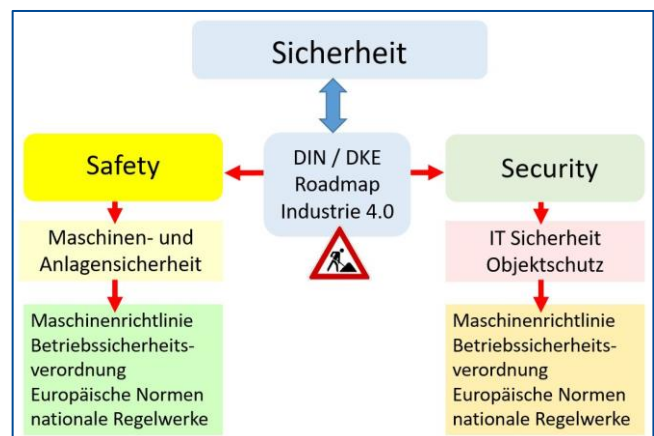 Sicherheit
DIN / DKE
Roadmap
Industrie 4.0
Safety
Maschinen- und
Anlagensicherheit
Maschinenrichtlinie
Betriebssicherheits-
verordnung
Europäische Normen
nationale Regelwerke
Security
IT Sicherheit
Objektschutz
Maschinenrichtlinie
Betriebssicherheits-
verordnung
Europäische Normen
nationale Regelwerke